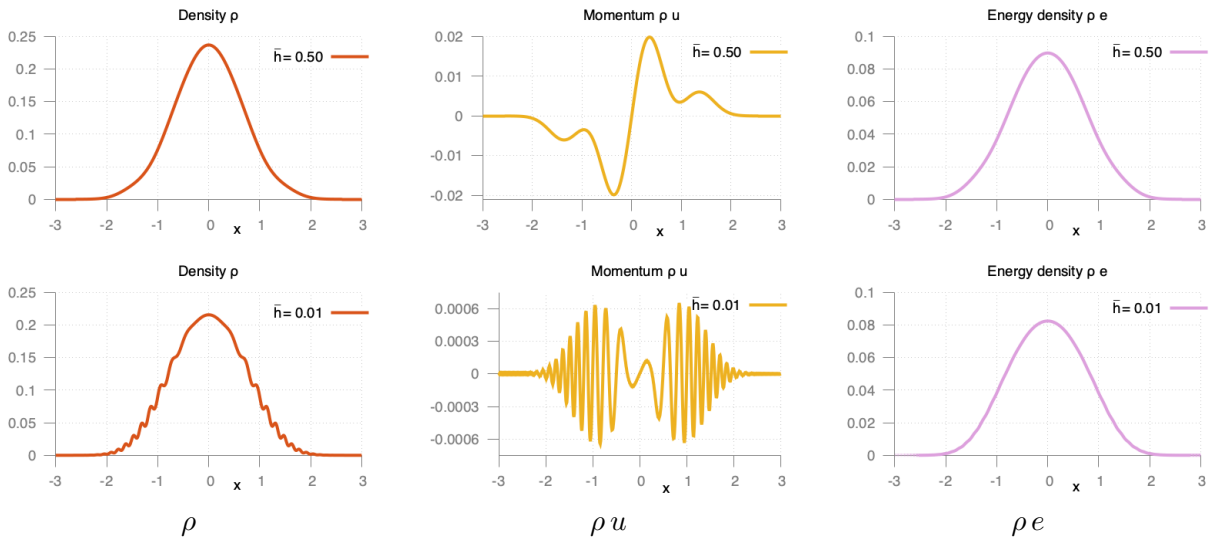 Density ρ
0.25
0.2
0.15
0.1
0.05
0
-3 -2 -1 0 1 2 3
x
ħ= 0.50
Momentum ρ u
0.02
0.01
0
-0.01
-0.02
-3 -2 -1 0 1 2 3
x
ħ= 0.50
Energy density ρ e
0.1
0.08
0.06
0.04
0.02
0
-3 -2 -1 0 1 2 3
x
ħ= 0.50
Density ρ
0.25
0.2
0.15
0.1
0.05
0
-3 -2 -1 0 1 2 3
x
ħ= 0.01
Momentum ρ u
0.0006
0.0003
0
-0.0003
-0.0006
-3 -2 -1 0 1 2 3
x
ħ= 0.01
Energy density ρ e
0.1
0.08
0.06
0.04
0.02
0
-3 -2 -1 0 1 2 3
x
ħ= 0.01
ρ
ρ u
ρ e